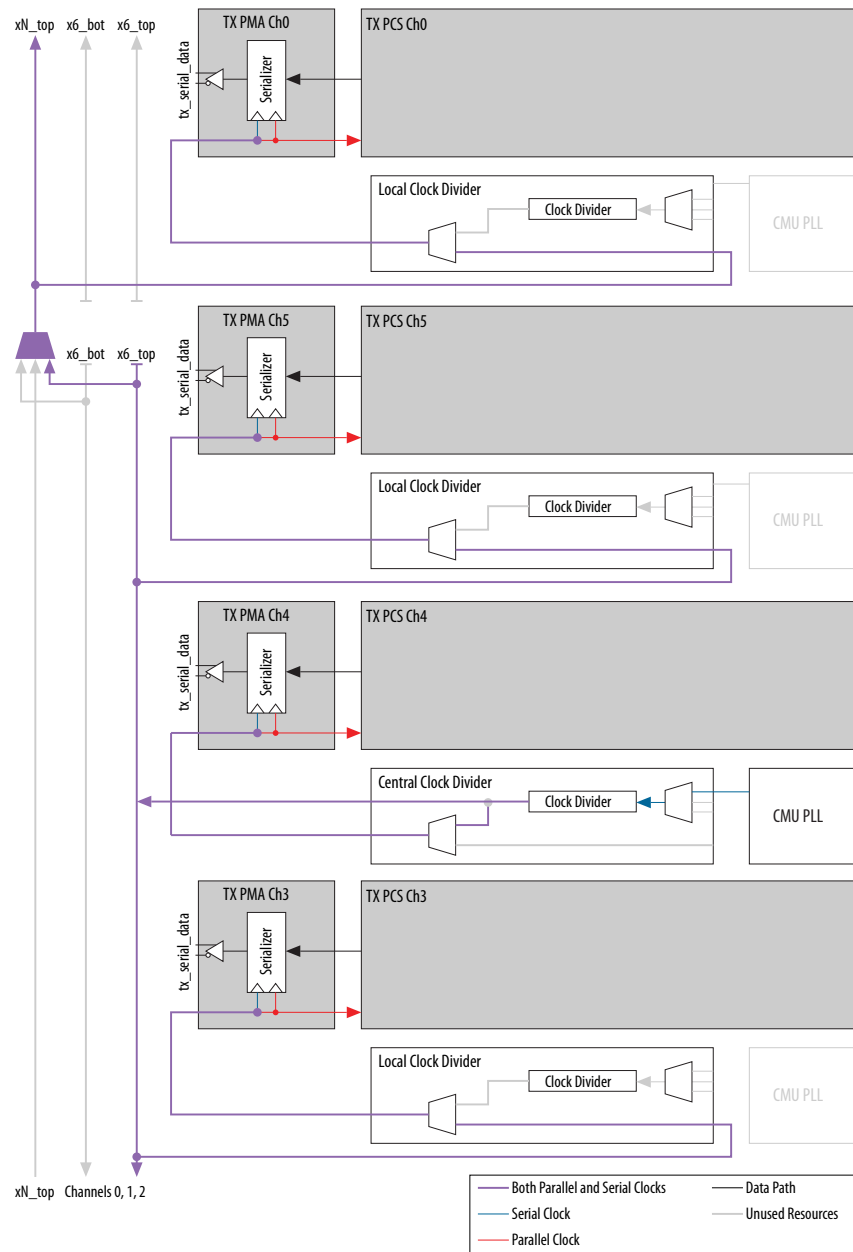 xN_top x6_bot x6_top
TX PMA Ch0
TX PCS Ch0
tx_serial_data
Serializer
Local Clock Divider
Clock Divider
CMU PLL
x6_bot x6_top
TX PMA Ch5
TX PCS Ch5
tx_serial_data
Serializer
Local Clock Divider
Clock Divider
CMU PLL
TX PMA Ch4
TX PCS Ch4
tx_serial_data
Serializer
Central Clock Divider
Clock Divider
CMU PLL
TX PMA Ch3
TX PCS Ch3
tx_serial_data
Serializer
Local Clock Divider
Clock Divider
CMU PLL
xN_top Channels 0, 1, 2
Both Parallel and Serial Clocks
Data Path
Serial Clock
Unused Resources
Parallel Clock